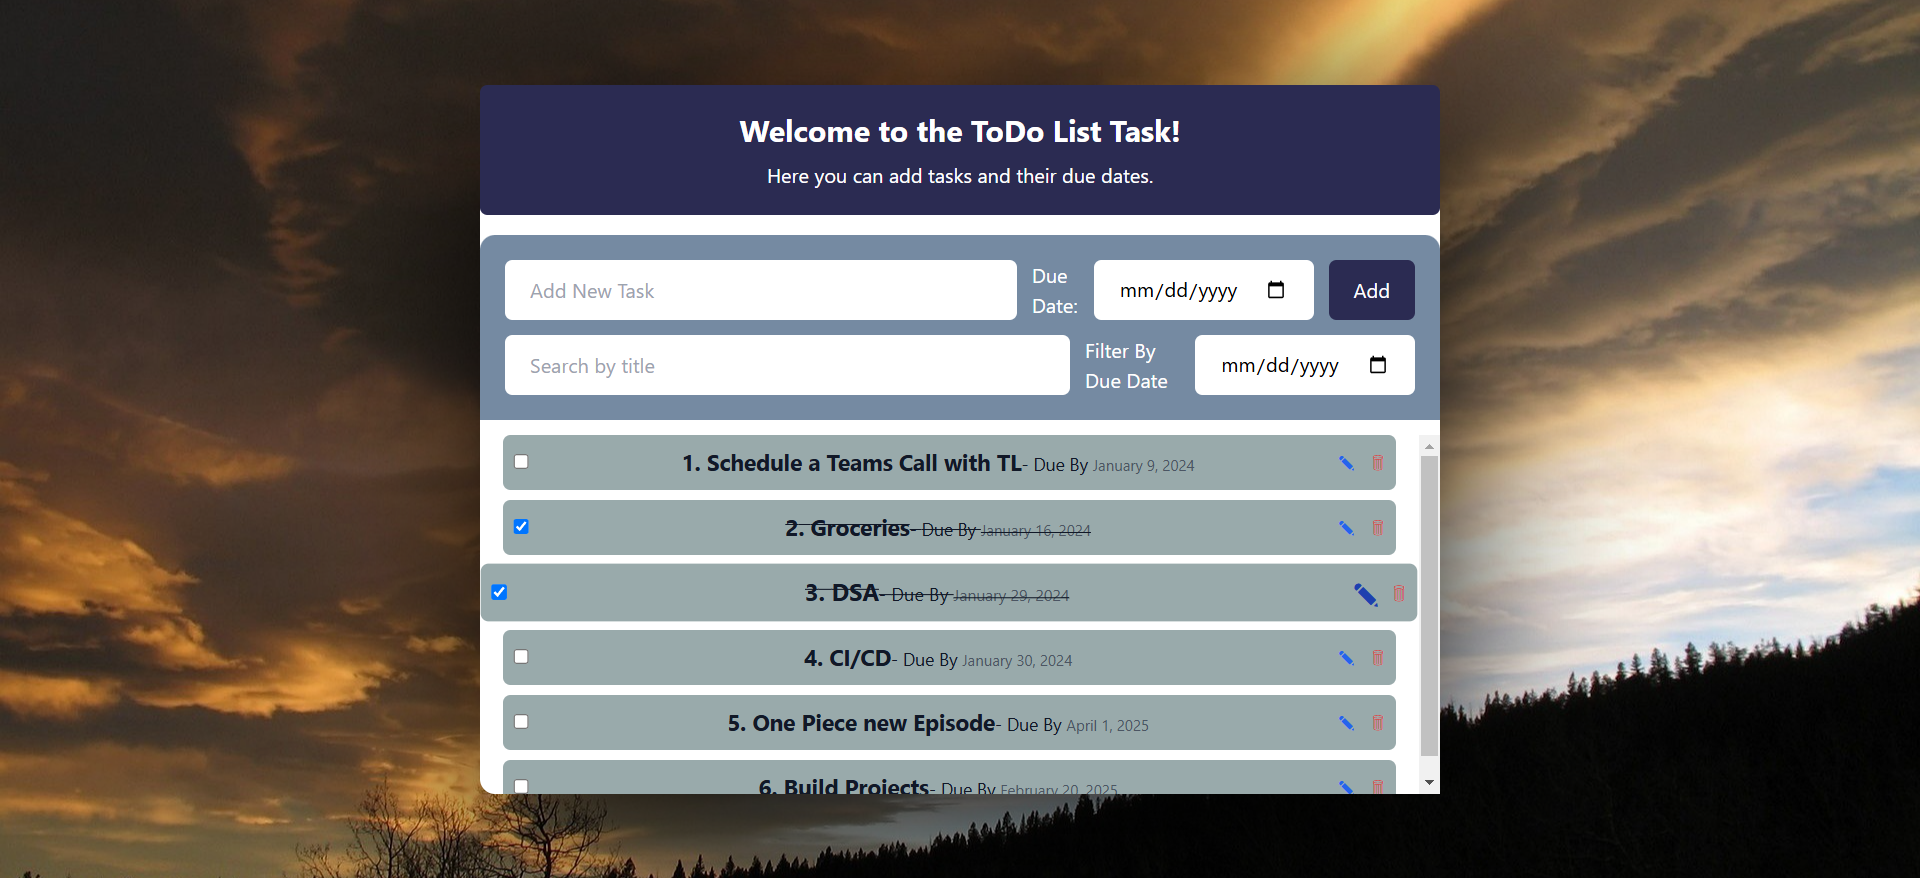 Welcome to the ToDo List Task!
Here you can add tasks and their due dates.
Add New Task
Due
Date:
mm/dd/yyyy
Add
Search by title
Filter By
Due Date
mm/dd/yyyy
1. Schedule a Teams Call with TL- Due By January 9, 2024
2. Groceries- Due By January 16, 2024
3. DSA- Due By January 29, 2024
4. CI/CD- Due By January 30, 2024
5. One Piece new Episode- Due By April 1, 2025
6. Build Projects- Due By February 20, 2025